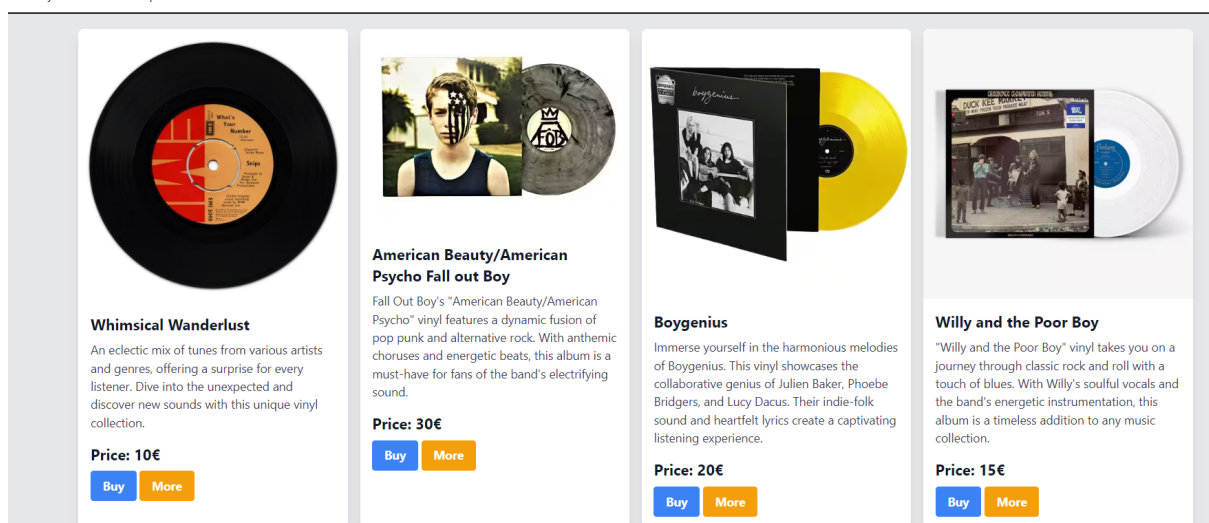 What's
Your
Number
Snips
FOB
Whimsical Wanderlust
An eclectic mix of tunes from various artists
and genres, offering a surprise for every
listener. Dive into the unexpected and
discover new sounds with this unique vinyl
collection.
Price: 10€
Buy More
American Beauty/American
Psycho Fall out Boy
Fall Out Boy's "American Beauty/American
Psycho" vinyl features a dynamic fusion of
pop punk and alternative rock. With anthemic
choruses and energetic beats, this album is a
must-have for fans of the band's electrifying
sound.
Price: 30€
Buy More
boygenius
Boygenius
Immerse yourself in the harmonious melodies
of Boygenius. This vinyl showcases the
collaborative genius of Julien Baker, Phoebe
Bridgers, and Lucy Dacus. Their indie-folk
sound and heartfelt lyrics create a captivating
listening experience.
Price: 20€
Buy More
CREEDENCE CLEARWATER REVIVAL
DUCK KEE MARKET
Willy and the Poor Boy
"Willy and the Poor Boy" vinyl takes you on a
journey through classic rock and roll with a
touch of blues. With Willy's soulful vocals and
the band's energetic instrumentation, this
album is a timeless addition to any music
collection.
Price: 15€
Buy More